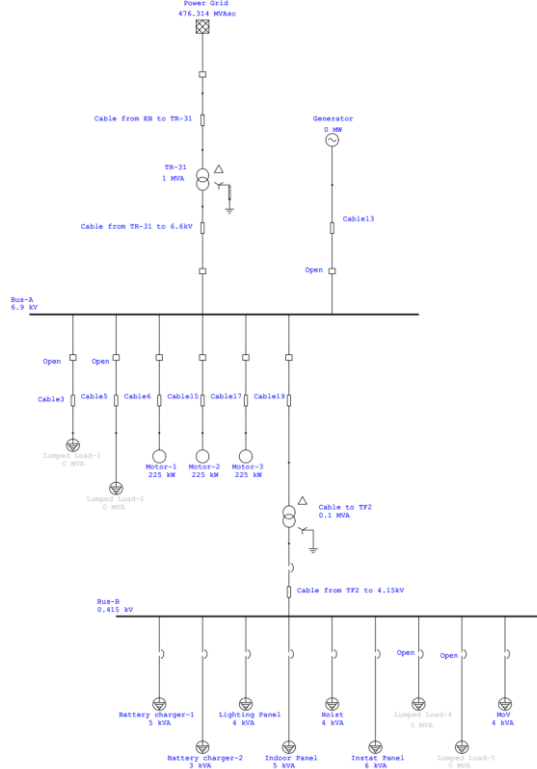 Power Grid
476.314 MVAsc
Cable from EB to TR-31
Generator
0 MW
TR-31
1 MVA
Cable13
Cable from TR-31 to 6.6kV
Open
Bus-A
6.9 kV
Open Open
Cable3 Cable5 Cable6 Cable15 Cable17 Cable19
Lumped Load-1
0 MVA
Motor-1 Motor-2 Motor-3
225 kW 225 kW 225 kW
Lumped Load-2
0 MVA
Cable to TF2
0.1 MVA
Cable from TF2 to 4.15kV
Bus-B
0.415 kV
Open Open
Battery charger-1 Lighting Panel Hoist Lumped Load-4 MoV
5 kVA 4 kVA 4 kVA 0 MVA 6 kVA
Battery charger-2 Indoor Panel Instat Panel Lumped Load-5
3 kVA 5 kVA 6 kVA 0 MVA